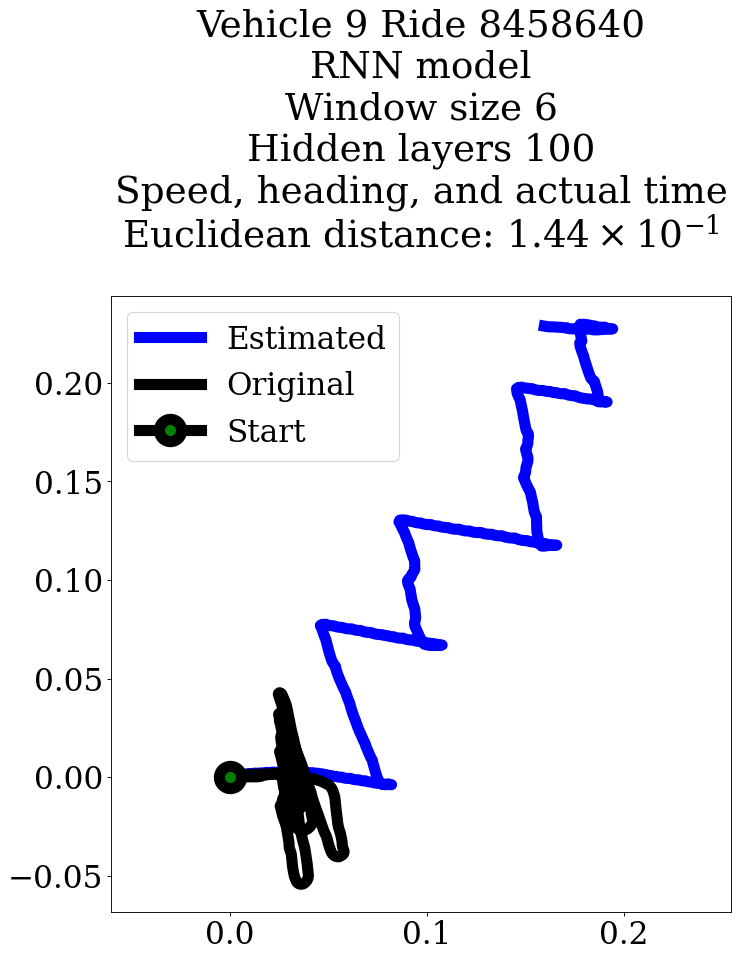 Vehicle 9 Ride 8458640
RNN model
Window size 6
Hidden layers 100
Speed, heading, and actual time
Euclidean distance: 1.44 × 10⁻¹
Estimated
Original
Start
0.20
0.15
0.10
0.05
0.00
−0.05
0.0 0.1 0.2